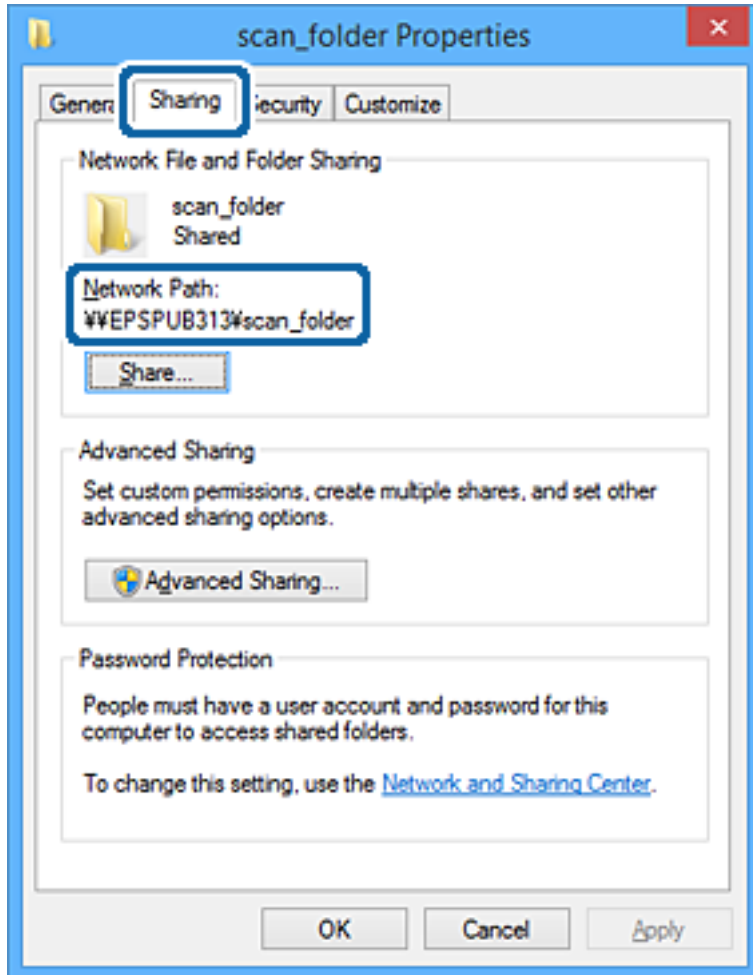 scan_folder Properties
General Sharing Security Customize
Network File and Folder Sharing
scan_folder
Shared
Network Path:
¥¥EPSPUB313¥scan_folder
Share...
Advanced Sharing
Set custom permissions, create multiple shares, and set other
advanced sharing options.
Advanced Sharing...
Password Protection
People must have a user account and password for this
computer to access shared folders.
To change this setting, use the Network and Sharing Center.
OK Cancel Apply